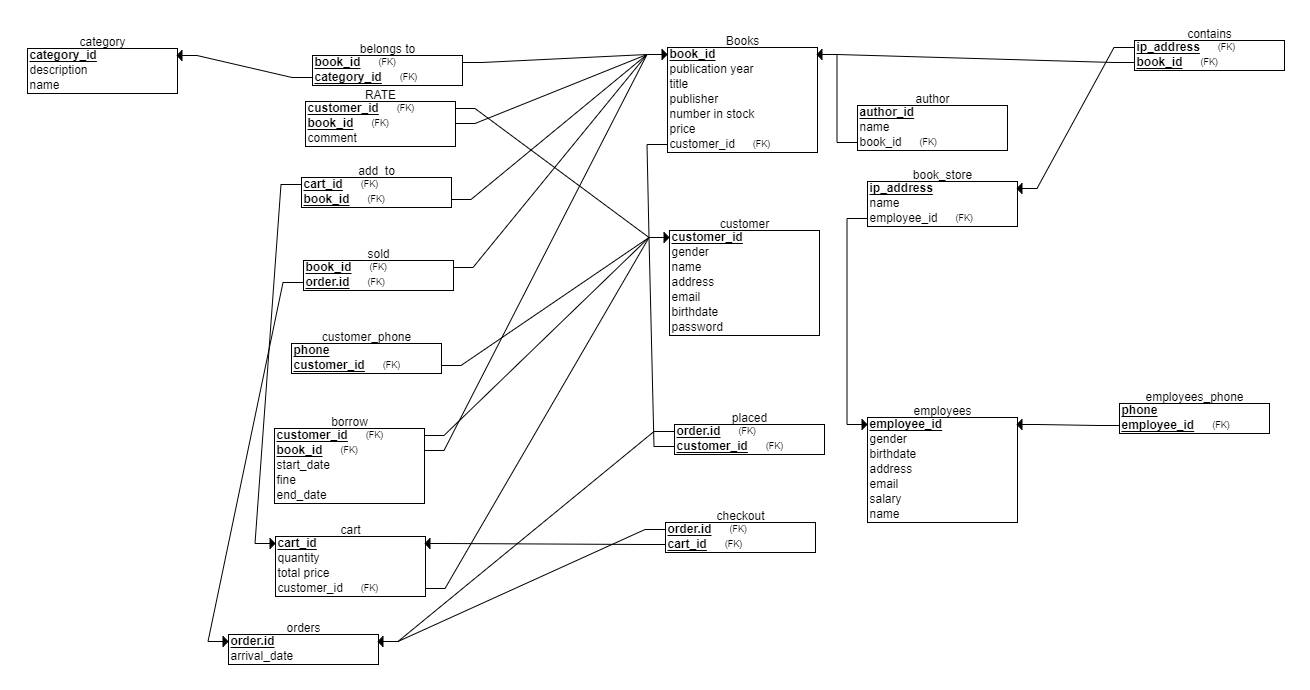 category
category_id
description
name
belongs to
book_id (FK)
category_id (FK)
RATE
customer_id (FK)
book_id (FK)
comment
add_to
cart_id (FK)
book_id (FK)
sold
book_id (FK)
order.id (FK)
customer_phone
phone
customer_id (FK)
borrow
customer_id (FK)
book_id (FK)
start_date
fine
end_date
cart
cart_id
quantity
total price
customer_id (FK)
orders
order.id
arrival_date
Books
book_id
publication year
title
publisher
number in stock
price
customer_id (FK)
customer
customer_id
gender
name
address
email
birthdate
password
placed
order.id (FK)
customer_id (FK)
checkout
order.id (FK)
cart_id (FK)
contains
ip_address (FK)
book_id (FK)
author
author_id
name
book_id (FK)
book_store
ip_address
name
employee_id (FK)
employees
employee_id
gender
birthdate
address
email
salary
name
employees_phone
phone
employee_id (FK)